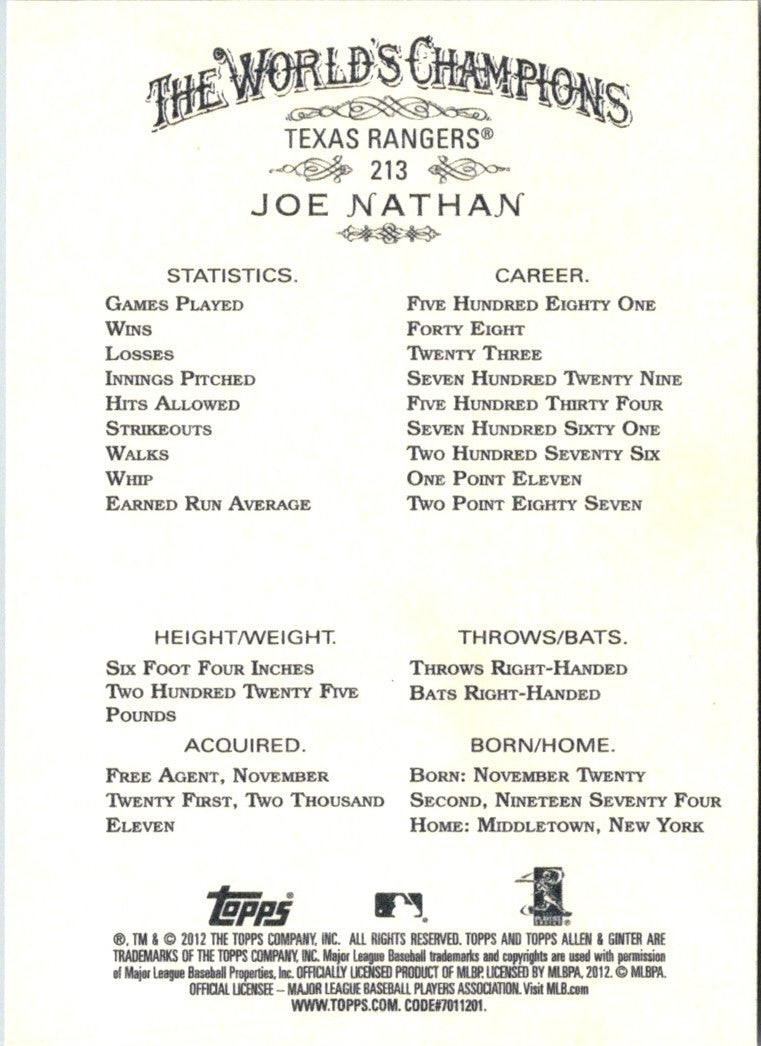 THE WORLD'S CHAMPIONS
TEXAS RANGERS®
213
JOE NATHAN
STATISTICS. CAREER.
GAMES PLAYED FIVE HUNDRED EIGHTY ONE
WINS FORTY EIGHT
LOSSES TWENTY THREE
INNINGS PITCHED SEVEN HUNDRED TWENTY NINE
HITS ALLOWED FIVE HUNDRED THIRTY FOUR
STRIKEOUTS SEVEN HUNDRED SIXTY ONE
WALKS TWO HUNDRED SEVENTY SIX
WHIP ONE POINT ELEVEN
EARNED RUN AVERAGE TWO POINT EIGHTY SEVEN
HEIGHT/WEIGHT.
SIX FOOT FOUR INCHES
TWO HUNDRED TWENTY FIVE
POUNDS
THROWS/BATS.
THROWS RIGHT-HANDED
BATS RIGHT-HANDED
ACQUIRED.
FREE AGENT, NOVEMBER
TWENTY FIRST, TWO THOUSAND
ELEVEN
BORN/HOME.
BORN: NOVEMBER TWENTY
SECOND, NINETEEN SEVENTY FOUR
HOME: MIDDLETOWN, NEW YORK
Topps®
®, TM & © 2012 THE TOPPS COMPANY, INC. ALL RIGHTS RESERVED. TOPPS AND TOPPS ALLEN & GINTER ARE
TRADEMARKS OF THE TOPPS COMPANY, INC. Major League Baseball trademarks and copyrights are used with permission
of Major League Baseball Properties, Inc. OFFICIALLY LICENSED PRODUCT OF MLBP. LICENSED BY MLBPA, 2012. © MLBPA.
OFFICIAL LICENSEE – MAJOR LEAGUE BASEBALL PLAYERS ASSOCIATION. Visit MLB.com
WWW.TOPPS.COM. CODE#7011201.